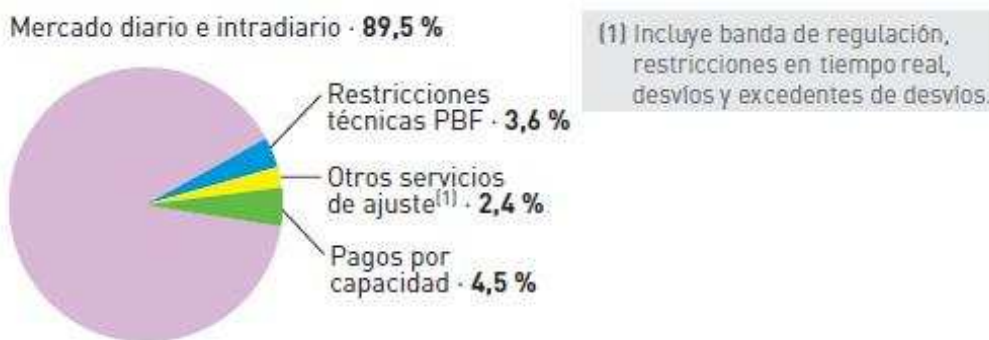 Mercado diario e intradiario · 89,5 %
(1) Incluye banda de regulación,
restricciones en tiempo real,
desvíos y excedentes de desvíos.
Restricciones
técnicas PBF · 3,6 %
Otros servicios
de ajuste(1) · 2,4 %
Pagos por
capacidad · 4,5 %